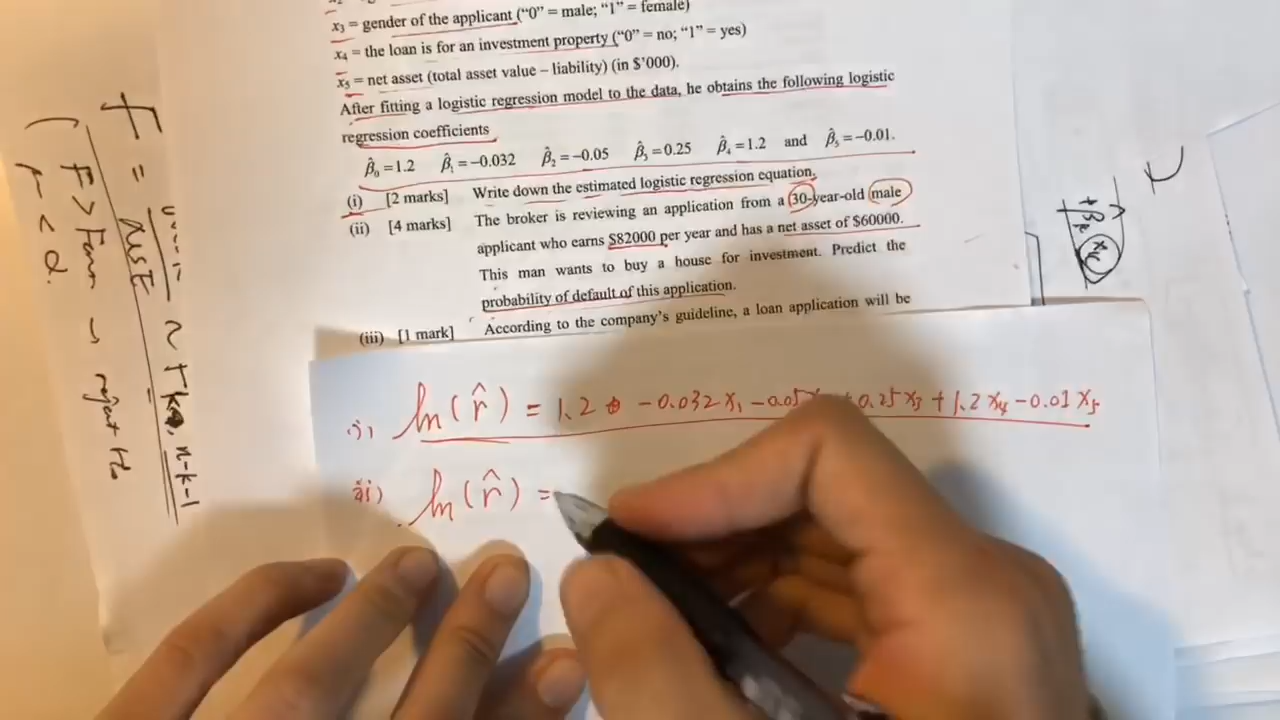 x₃ = gender of the applicant (“0” = male; “1” = female)
x₄ = the loan is for an investment property (“0” = no; “1” = yes)
x₅ = net asset (total asset value – liability) (in $’000).
After fitting a logistic regression model to the data, he obtains the following logistic
regression coefficients
β̂₀ = 1.2 β̂₁ = −0.032 β̂₂ = −0.05 β̂₃ = 0.25 β̂₄ = 1.2 and β̂₅ = −0.01.
(i) [2 marks] Write down the estimated logistic regression equation.
(ii) [4 marks] The broker is reviewing an application from a 30-year-old male
applicant who earns $82000 per year and has a net asset of $60000.
This man wants to buy a house for investment. Predict the
probability of default of this application.
(iii) [1 mark] According to the company’s guideline, a loan application will be
i) ln(r̂) = 1.2 − 0.032x₁ − 0.05 + 0.25x₃ + 1.2x₄ − 0.01x₅
ii) ln(r̂) =
F = ~ Fk, n-k-1
F > → reject H₀
< α.
+β̂ₖ xₖ